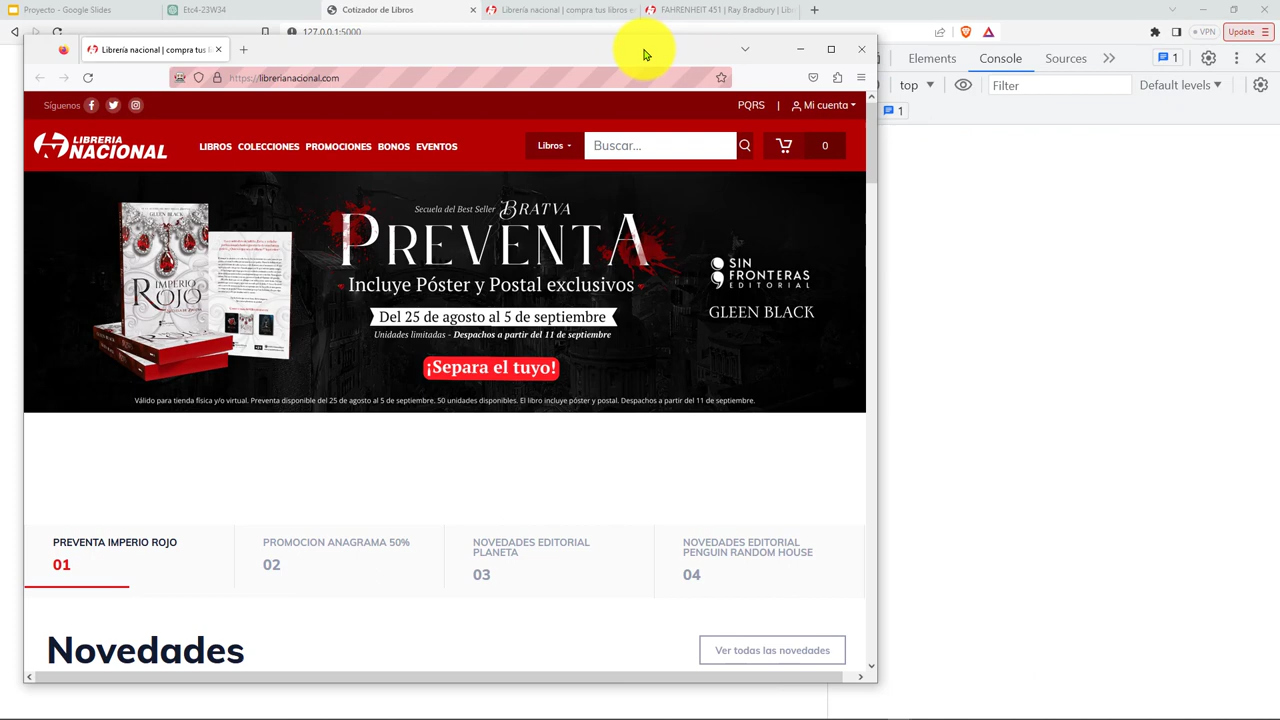 Proyecto - Google Slides
Etc4-23W34
Cotizador de Libros
Librería nacional | compra tus libros e
FAHRENHEIT 451 | Ray Bradbury | Lib
127.0.0.1:5000
VPN
Update
Librería nacional | compra tus li
https://librerianacional.com
Elements
Console
Sources
1
top
Filter
Default levels
1
Síguenos
PQRS
|
Mi cuenta
LIBRERIA
NACIONAL
LIBROS
COLECCIONES
PROMOCIONES
BONOS
EVENTOS
Libros
Buscar...
0
GLEEN BLACK
IMPERIO
ROJO
Secuela del Best Seller BRATVA
PREVENTA
Incluye Póster y Postal exclusivos
Del 25 de agosto al 5 de septiembre
Unidades limitadas - Despachos a partir del 11 de septiembre
¡Separa el tuyo!
SIN
FRONTERAS
EDITORIAL
GLEEN BLACK
Válido para tienda física y/o virtual. Preventa disponible del 25 de agosto al 5 de septiembre. 50 unidades disponibles. El libro incluye póster y postal. Despachos a partir del 11 de septiembre.
PREVENTA IMPERIO ROJO
01
PROMOCION ANAGRAMA 50%
02
NOVEDADES EDITORIAL
PLANETA
03
NOVEDADES EDITORIAL
PENGUIN RANDOM HOUSE
04
Novedades
Ver todas las novedades